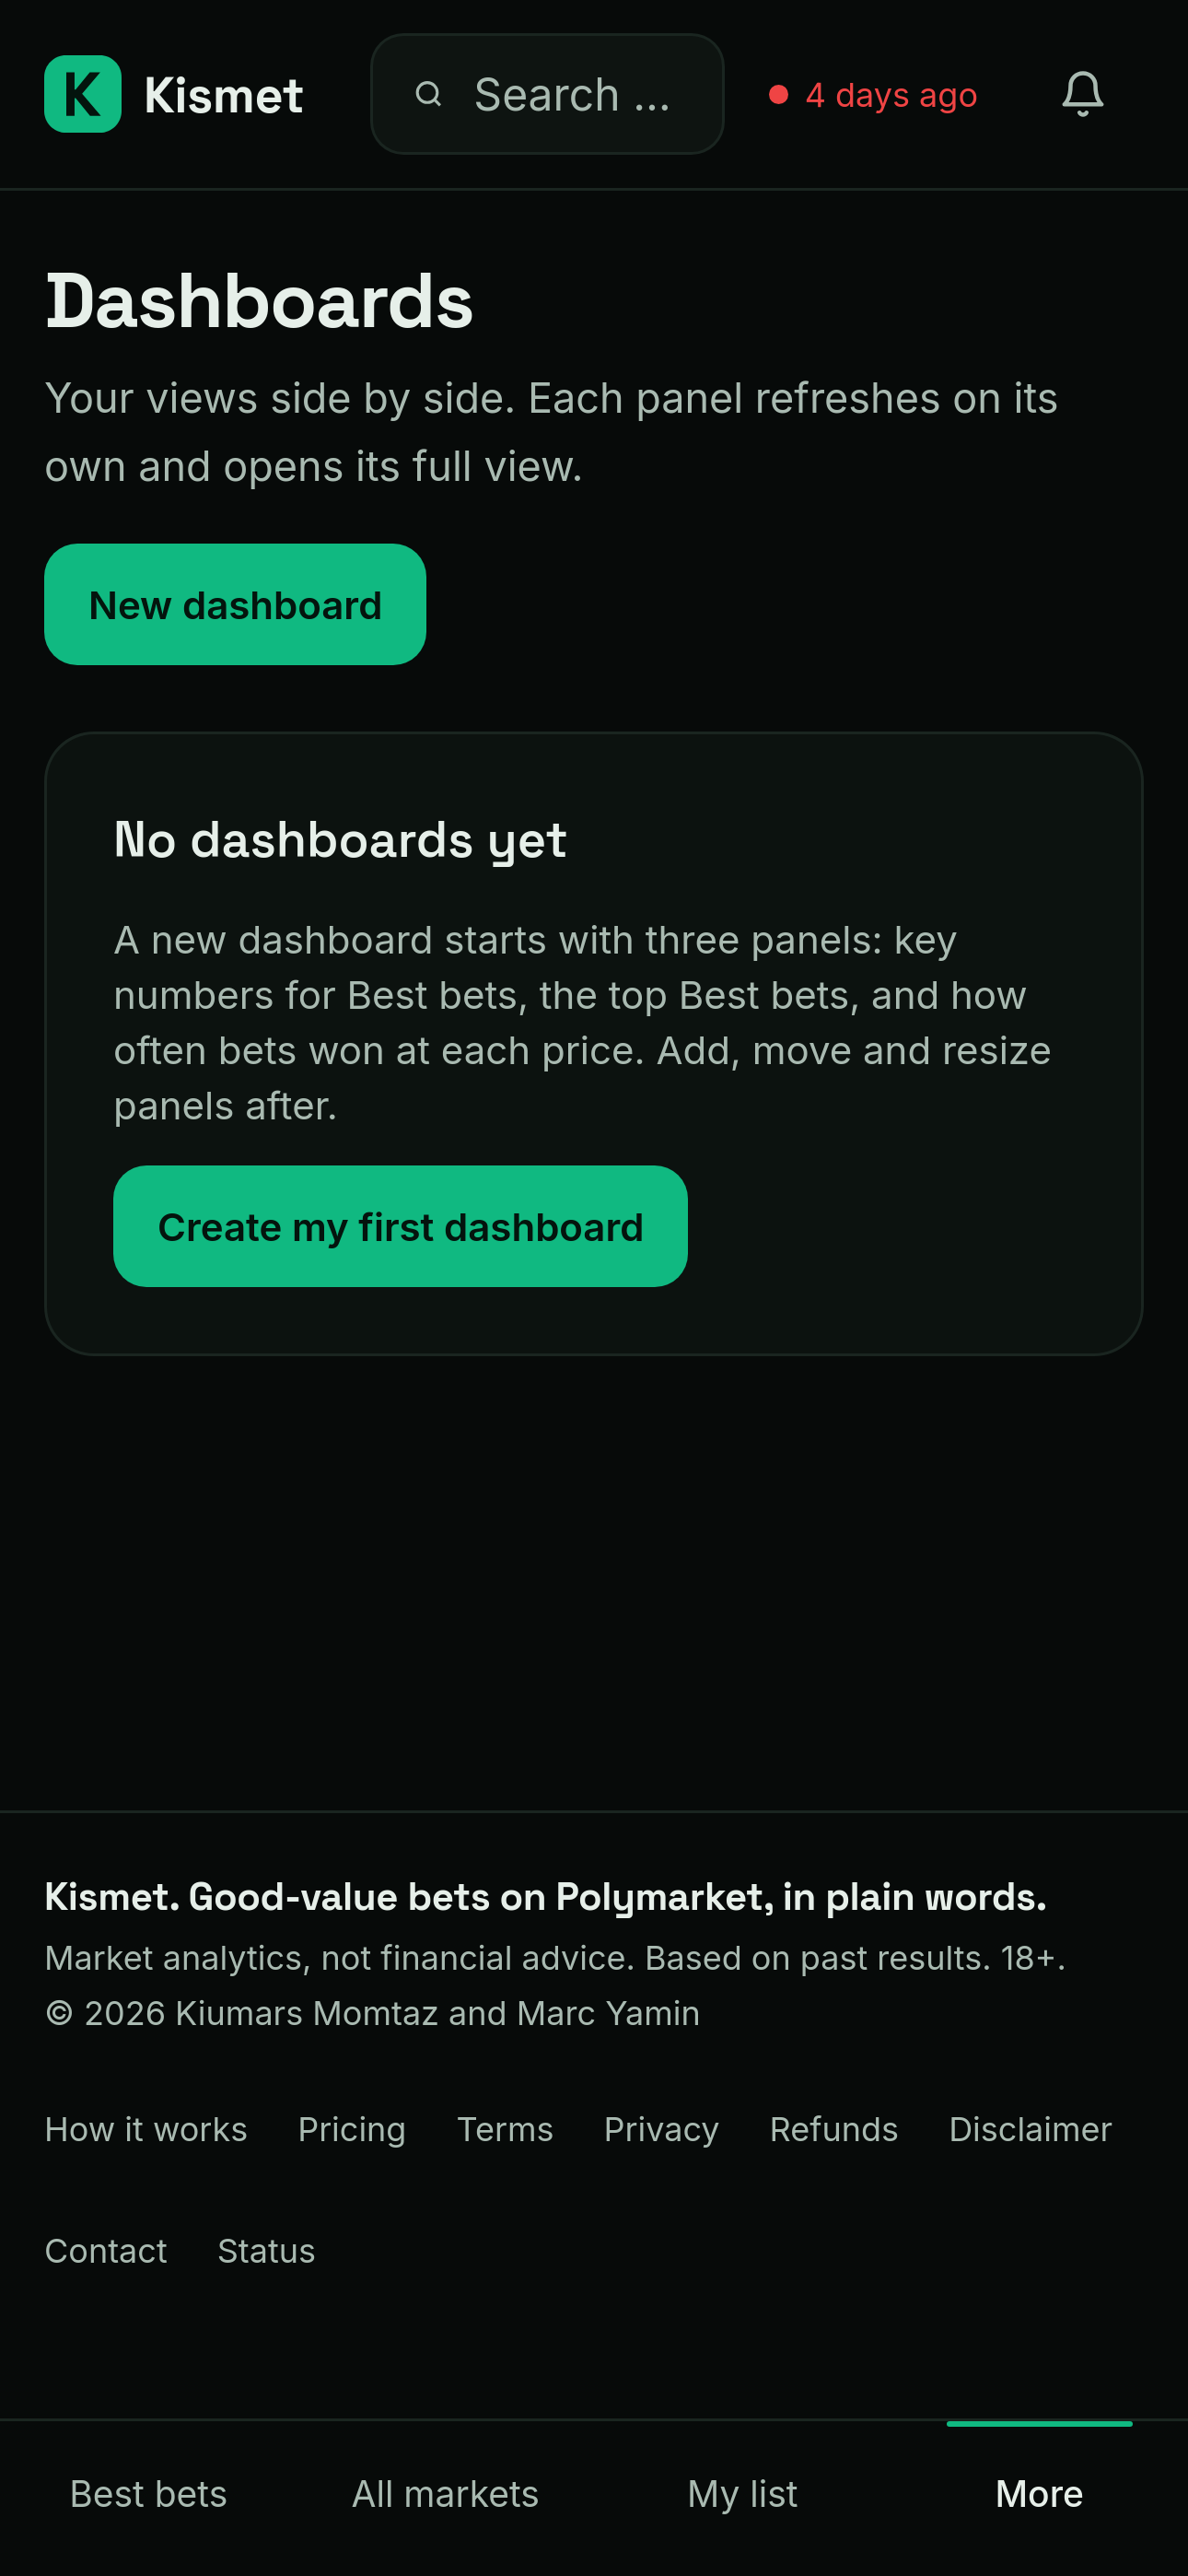 K Kismet Search ... 4 days ago
Dashboards
Your views side by side. Each panel refreshes on its
own and opens its full view.
New dashboard
No dashboards yet
A new dashboard starts with three panels: key
numbers for Best bets, the top Best bets, and how
often bets won at each price. Add, move and resize
panels after.
Create my first dashboard
Kismet. Good-value bets on Polymarket, in plain words.
Market analytics, not financial advice. Based on past results. 18+.
© 2026 Kiumars Momtaz and Marc Yamin
How it works Pricing Terms Privacy Refunds Disclaimer
Contact Status
Best bets All markets My list More